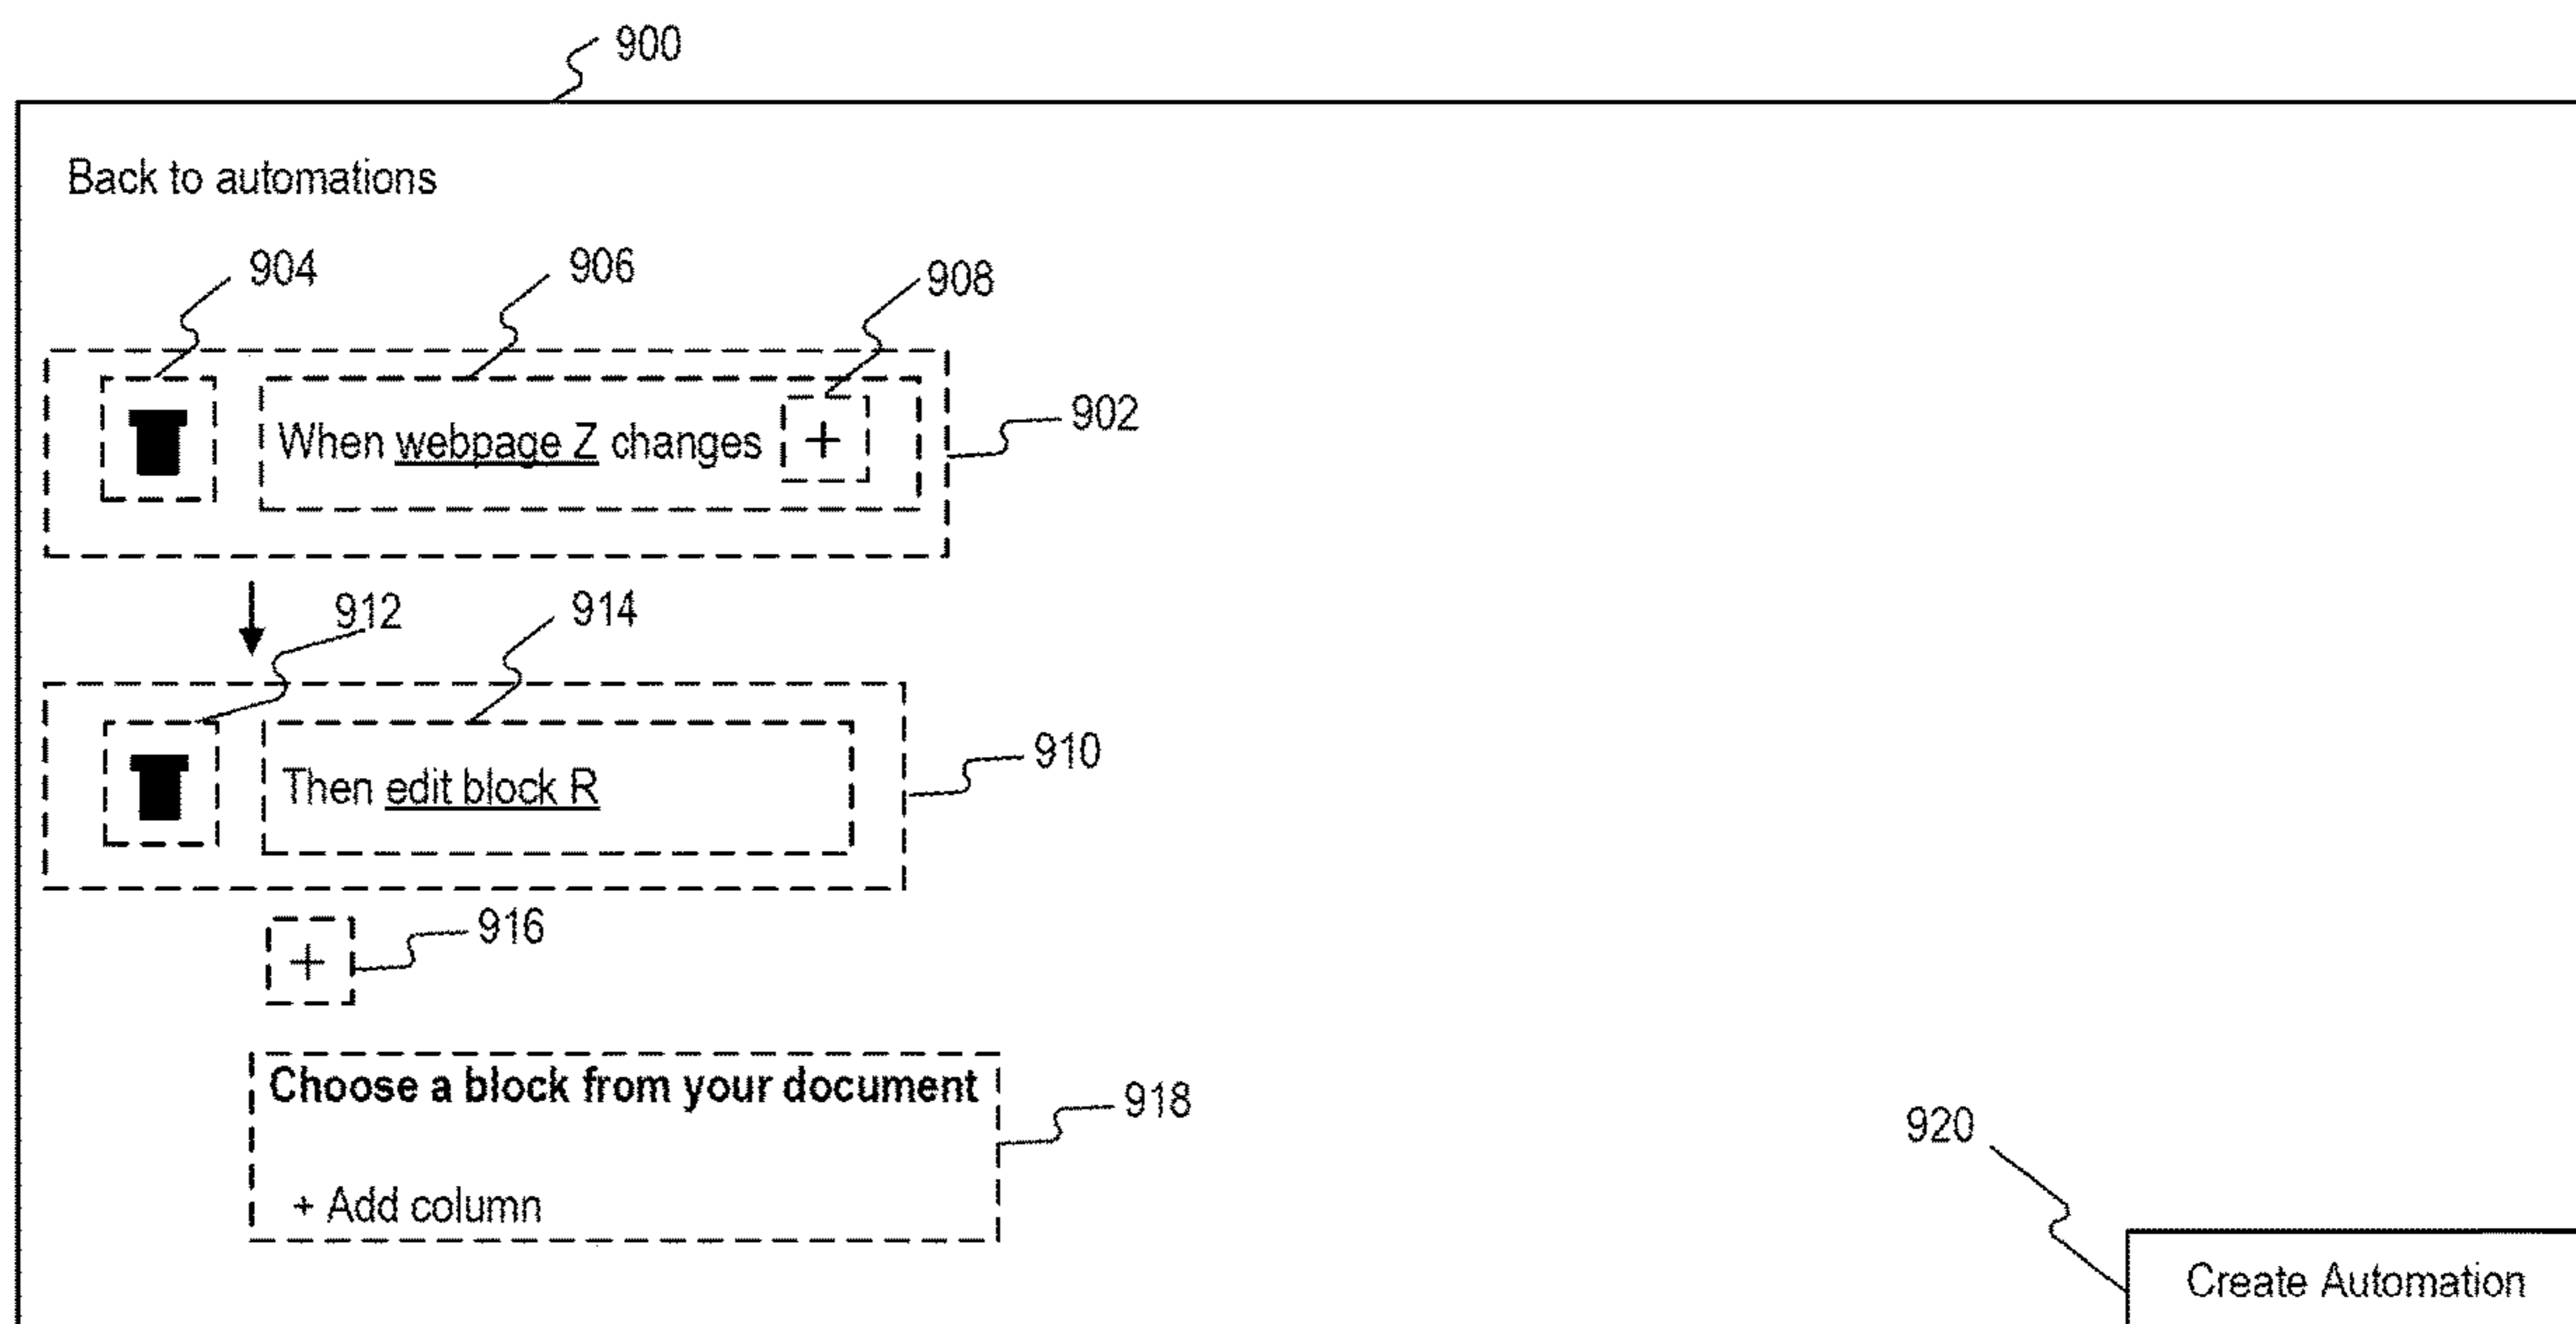 900
Back to automations
904
906
908
When webpage Z changes
+
902
912
914
Then edit block R
910
+
916
Choose a block from your document
918
+ Add column
920
Create Automation